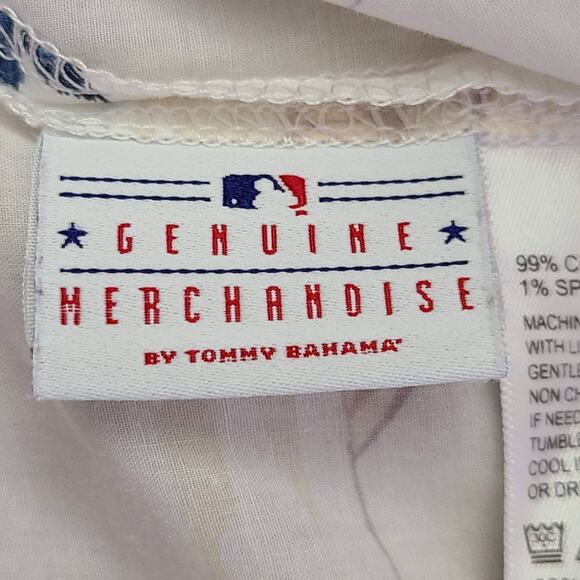 GENUINE
MERCHANDISE
BY TOMMY BAHAMA
99% C
1% SP
MACHIN
WITH LI
GENTLE
NON CH
IF NEED
TUMBLE
COOL I
OR DR
30C